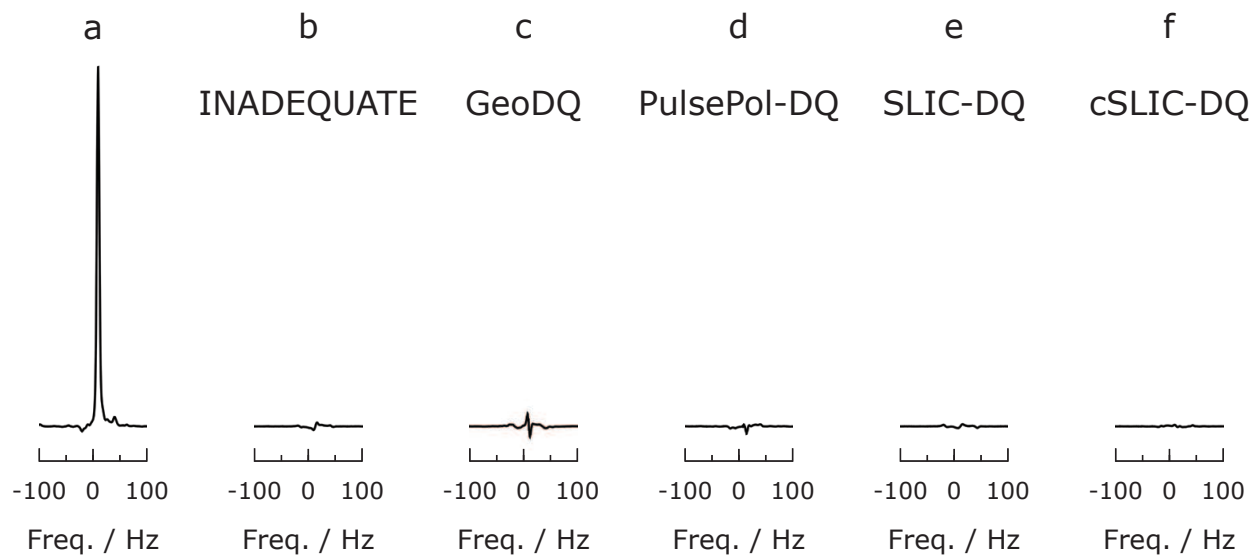 a b c d e f
INADEQUATE GeoDQ PulsePol-DQ SLIC-DQ cSLIC-DQ
-100 0 100 -100 0 100 -100 0 100 -100 0 100 -100 0 100 -100 0 100
Freq. / Hz Freq. / Hz Freq. / Hz Freq. / Hz Freq. / Hz Freq. / Hz